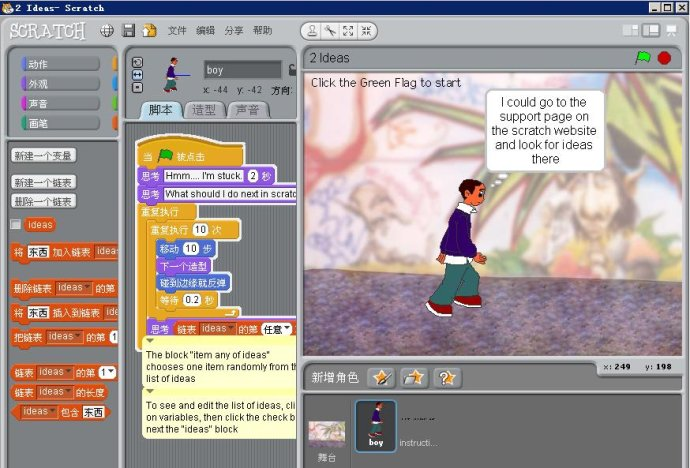 2 Ideas- Scratch
SCRATCH
文件 编辑 分享 帮助
动作
外观
声音
画笔
boy
x: -44 y: -42 方向:
脚本 造型 声音
新建一个变量
新建一个链表
删除一个链表
ideas
将 东西 加入链表 ideas
删除链表 ideas 的第
将 东西 插入到链表
把链表 ideas 的第 1
链表 ideas 的第 1
链表 ideas 的长度
ideas 包含 东西
当 被点击
思考 Hmm.... I'm stuck. 2 秒
思考 What should I do next in scratc
重复执行
重复执行 10 次
移动 10 步
下一个造型
碰到边缘就反弹
等待 0.2 秒
思考 链表 ideas 的第 任意
The block "item any of ideas"
chooses one item randomly from th
list of ideas
To see and edit the list of ideas, clic
on variables, then click the check b
next the "ideas" block
2 Ideas
Click the Green Flag to start
I could go to the
support page on
the scratch website
and look for ideas
there
x: 249 y: 198
新增角色
舞台
boy
instructi...